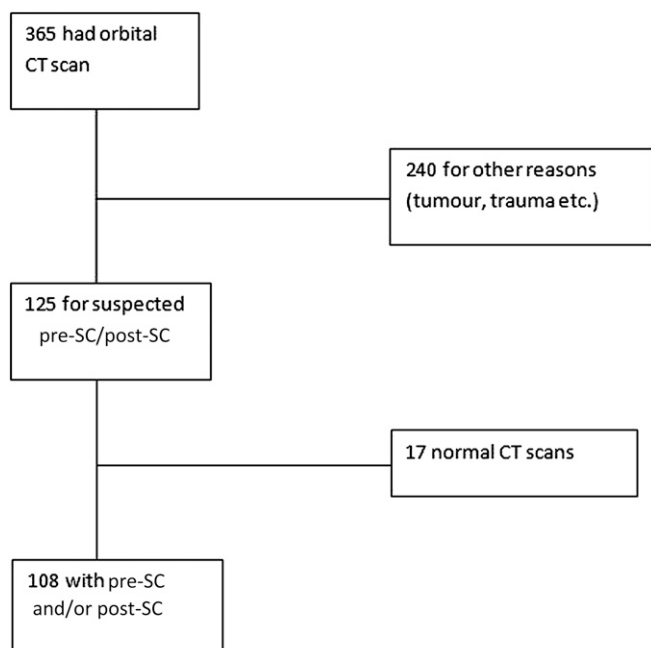 365 had orbital
CT scan
240 for other reasons
(tumour, trauma etc.)
125 for suspected
pre-SC/post-SC
17 normal CT scans
108 with pre-SC
and/or post-SC